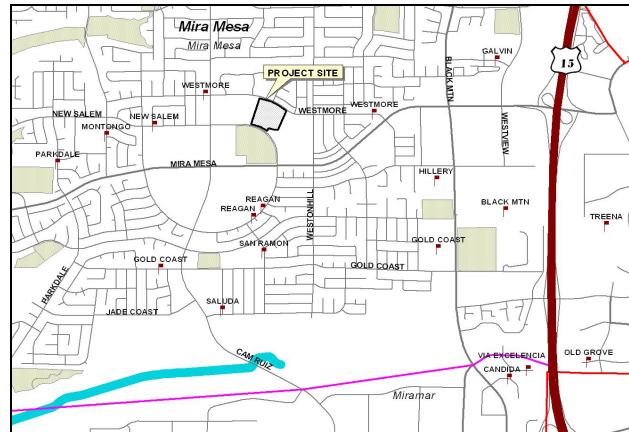 Mira Mesa
Mira Mesa
GALVIN
15
BLACK MTN
PROJECT SITE
WESTMORE
WESTMORE
WESTMORE
NEW SALEM
NEW SALEM
MONTONGO
WESTVIEW
PARKDALE
MIRA MESA
HILLERY
REAGAN
REAGAN
WESTONHILL
BLACK MTN
TREENA
SAN RAMON
GOLD COAST
GOLD COAST
GOLD COAST
PARKDALE
SALUDA
JADE COAST
CAM RUIZ
VIA EXCELENCIA
OLD GROVE
CANDIDA
Miramar